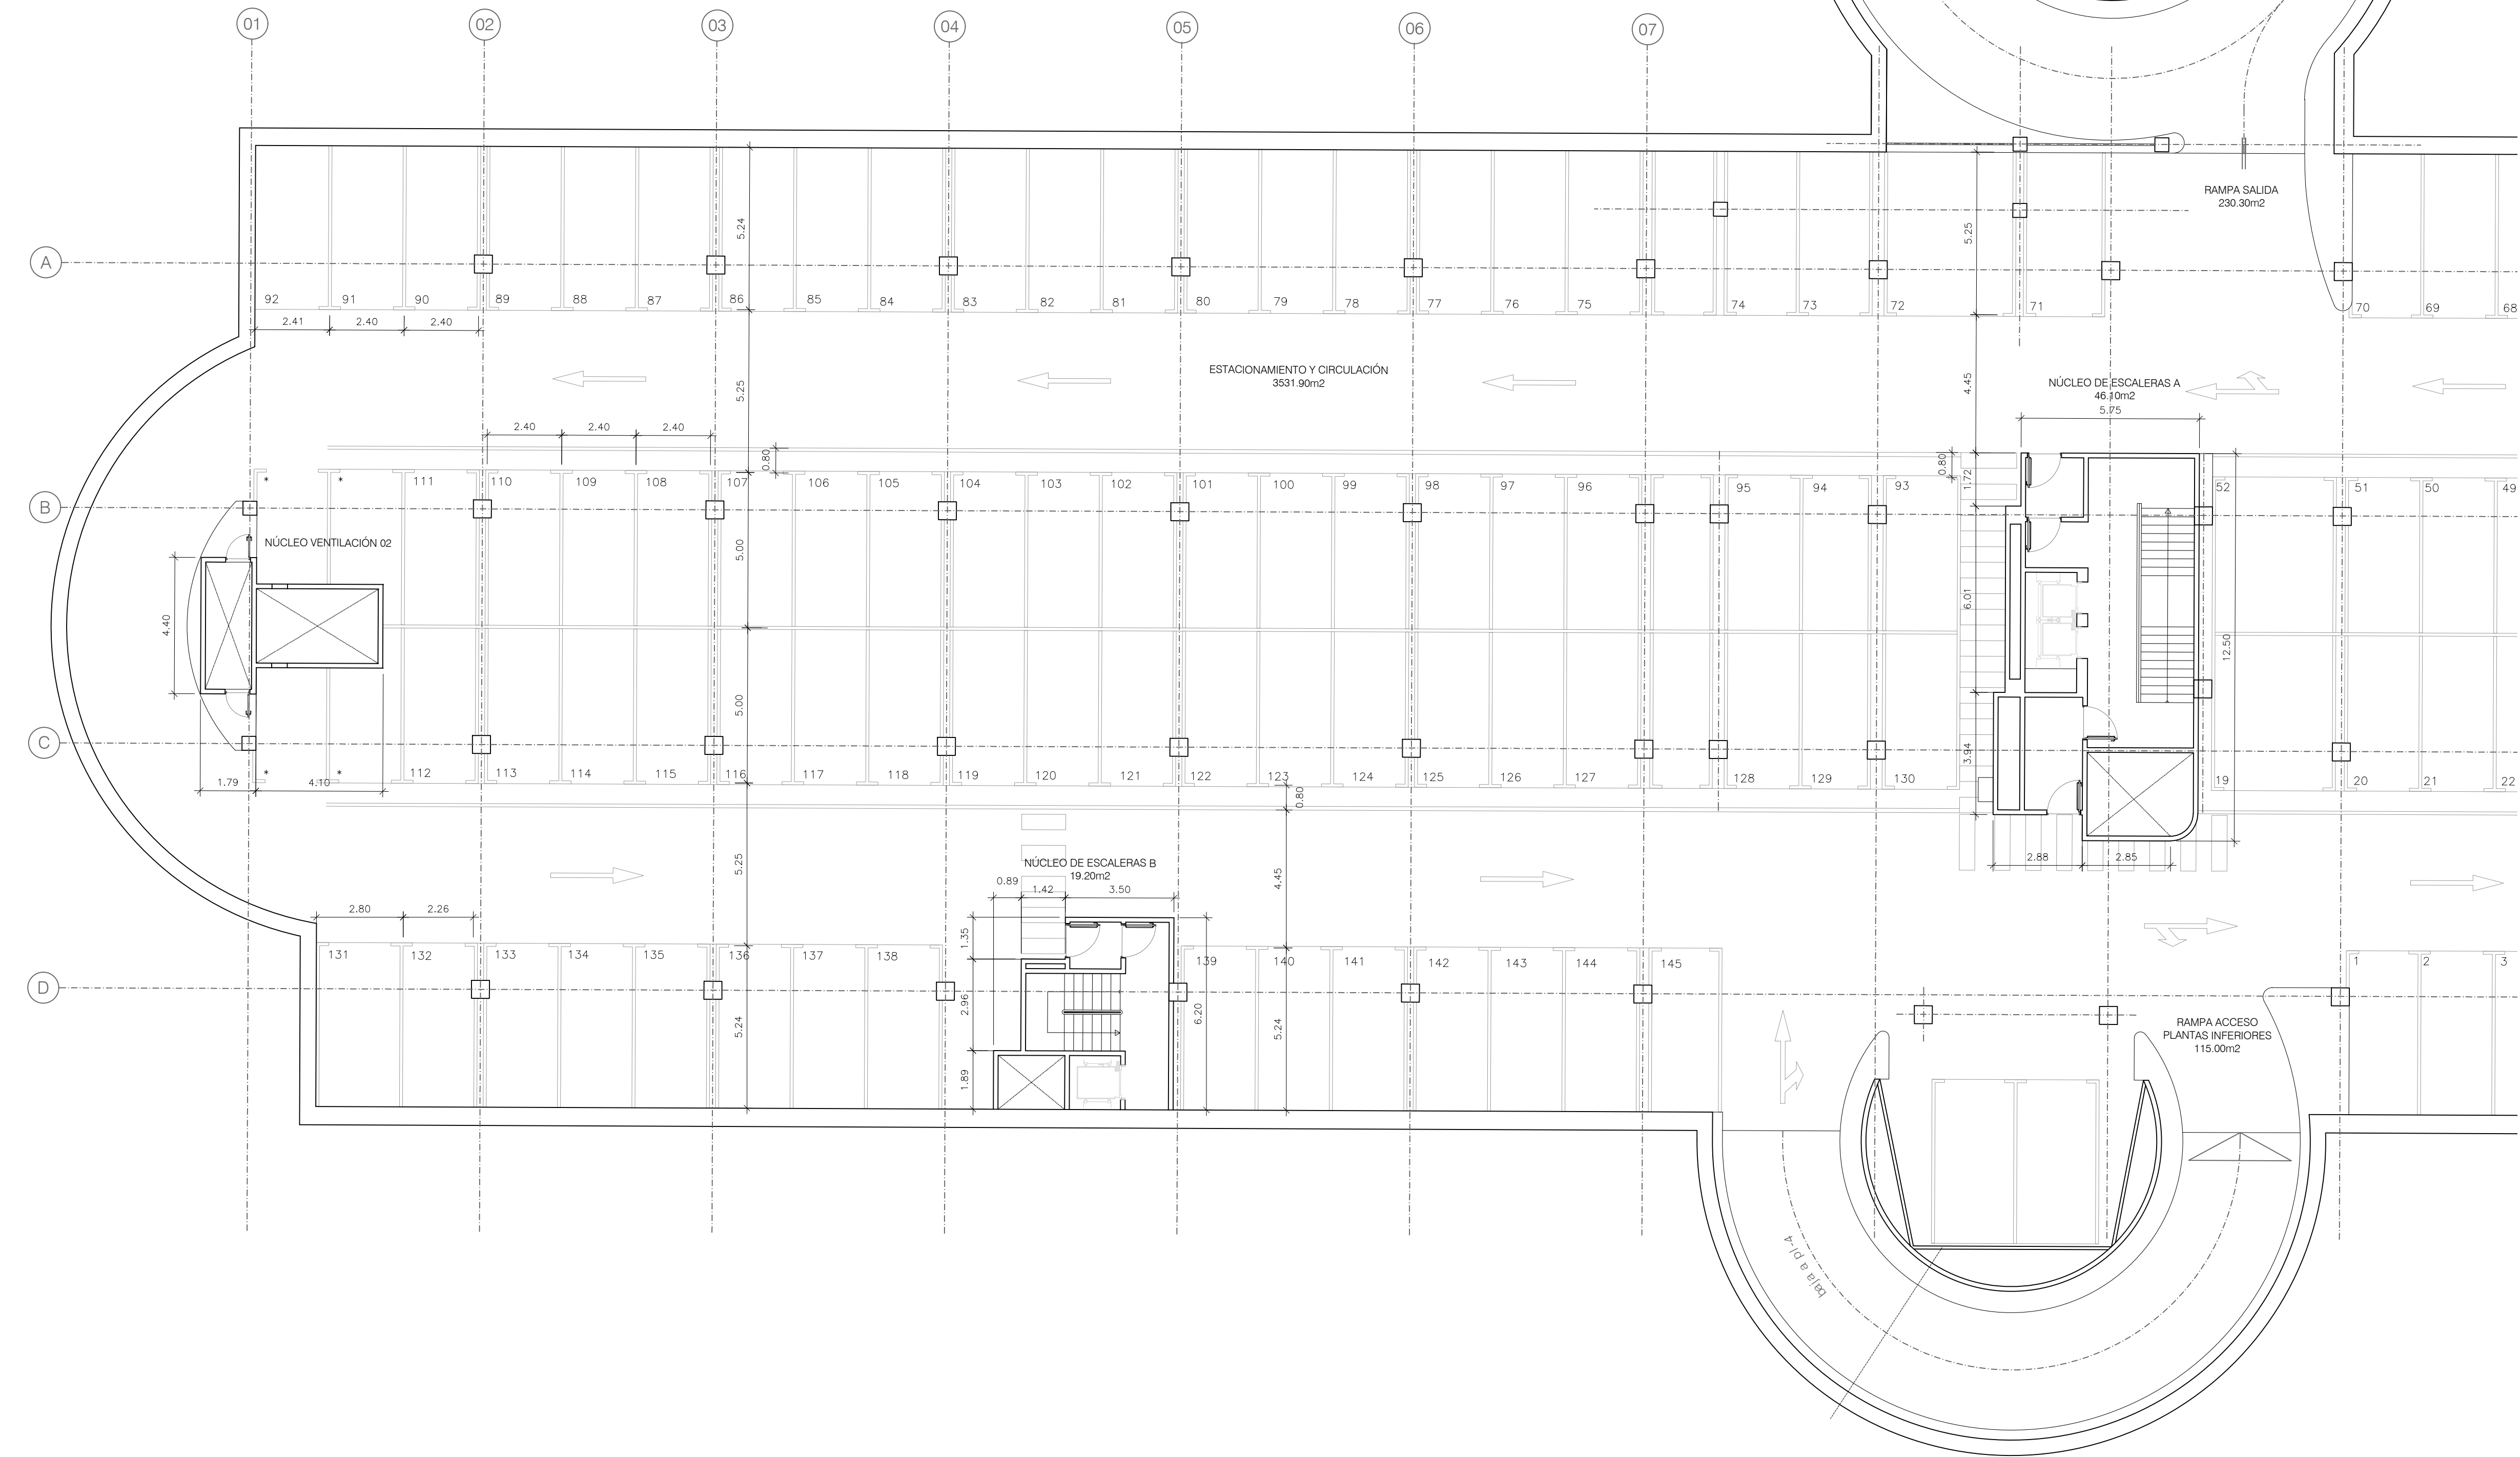 01 02 03 04 05 06 07
RAMPA SALIDA
230.30m2
5.24
5.25
A
92 91 90 89 88 87 86 85 84 83 82 81 80 79 78 77 76 75 74 73 72 71 70 69 68
2.41 2.40 2.40
ESTACIONAMIENTO Y CIRCULACIÓN
3531.90m2
5.25
4.45
NÚCLEO DE ESCALERAS A
46.10m2
5.75
2.40 2.40 2.40
0.80
0.80
1.72
* * 111 110 109 108 107 106 105 104 103 102 101 100 99 98 97 96 95 94 93 52 51 50 49
B
NÚCLEO VENTILACIÓN 02
5.00
4.40
6.01
12.50
5.00
C
3.94
* * 112 113 114 115 116 117 118 119 120 121 122 123 124 125 126 127 128 129 130 19 20 21 22
1.79 4.10
0.80
5.25
NÚCLEO DE ESCALERAS B
19.20m2
4.45
2.88 2.85
0.89 1.42 3.50
2.80 2.26
1.35
131 132 133 134 135 136 137 138 139 140 141 142 143 144 145 1 2 3
D
2.96
6.20
5.24
5.24
1.89
RAMPA ACCESO
PLANTAS INFERIORES
115.00m2
baja a pl-4